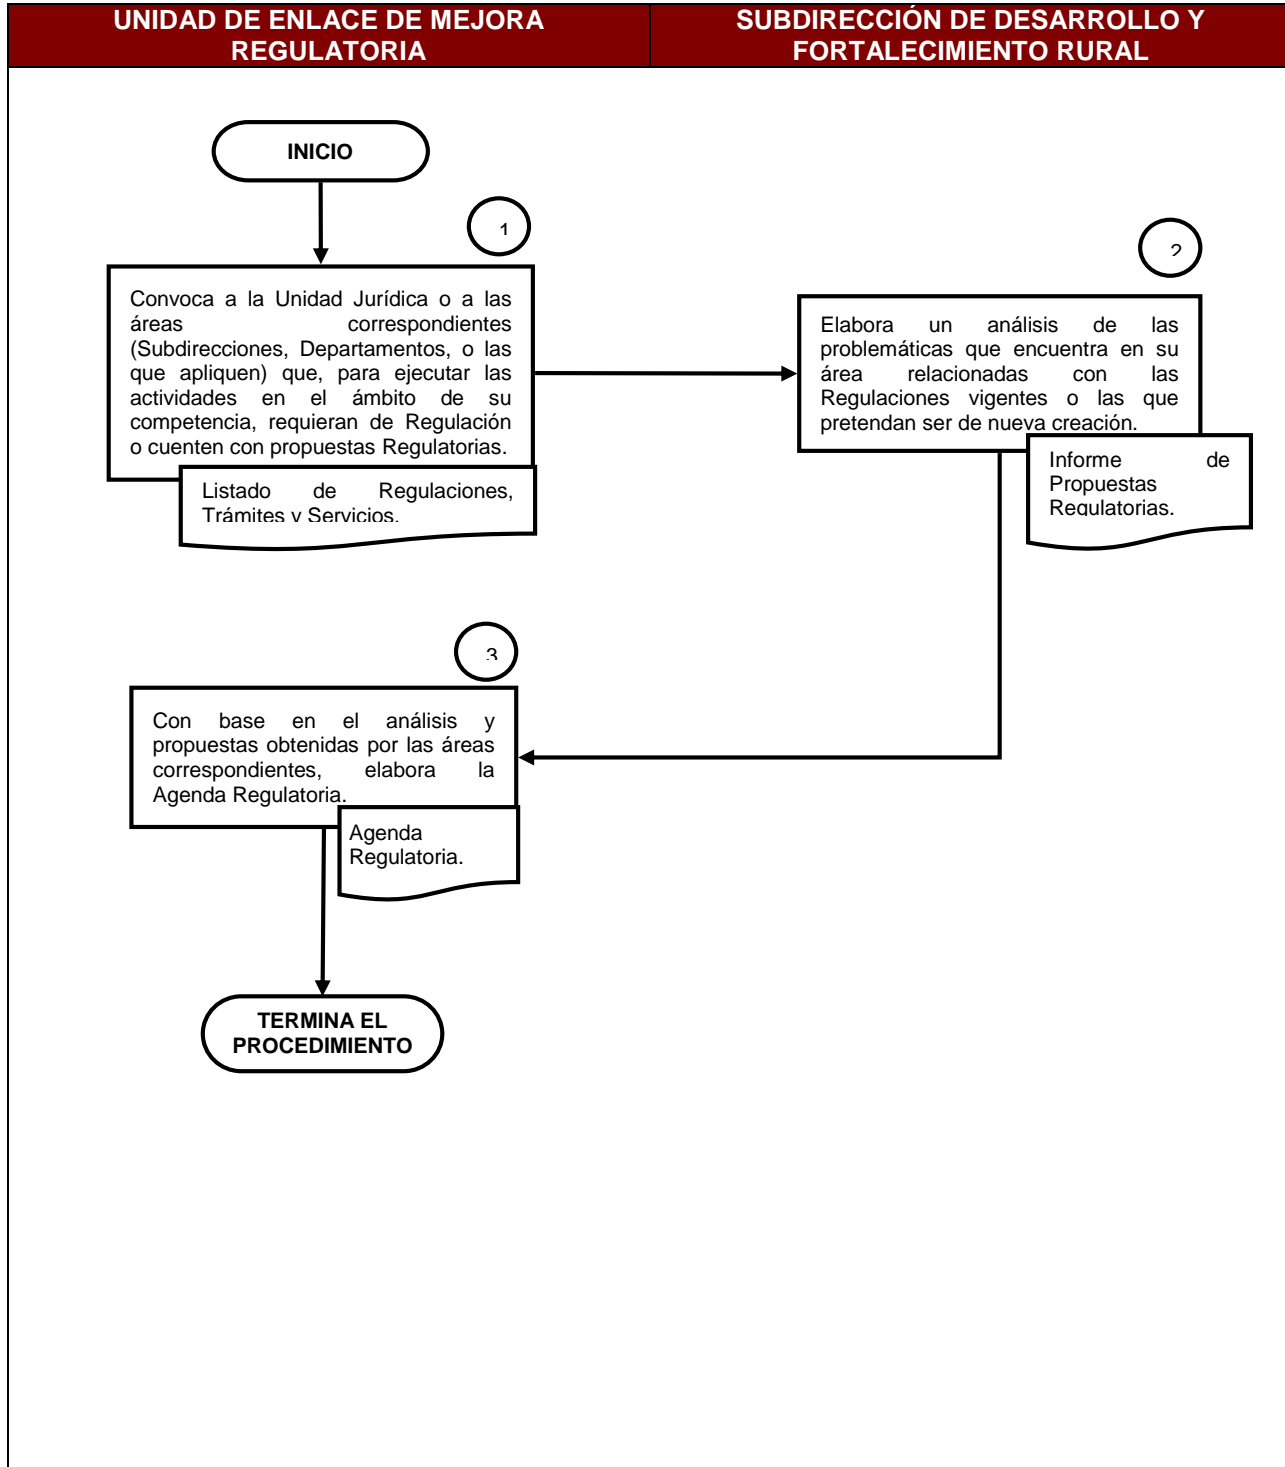 UNIDAD DE ENLACE DE MEJORA
REGULATORIA
SUBDIRECCIÓN DE DESARROLLO Y
FORTALECIMIENTO RURAL
INICIO
1
Convoca a la Unidad Jurídica o a las
áreas correspondientes
(Subdirecciones, Departamentos, o las
que apliquen) que, para ejecutar las
actividades en el ámbito de su
competencia, requieran de Regulación
o cuenten con propuestas Regulatorias.
Listado de Regulaciones,
Trámites y Servicios.
2
Elabora un análisis de las
problemáticas que encuentra en su
área relacionadas con las
Regulaciones vigentes o las que
pretendan ser de nueva creación.
Informe de
Propuestas
Regulatorias.
3
Con base en el análisis y
propuestas obtenidas por las áreas
correspondientes, elabora la
Agenda Regulatoria.
Agenda
Regulatoria.
TERMINA EL
PROCEDIMIENTO